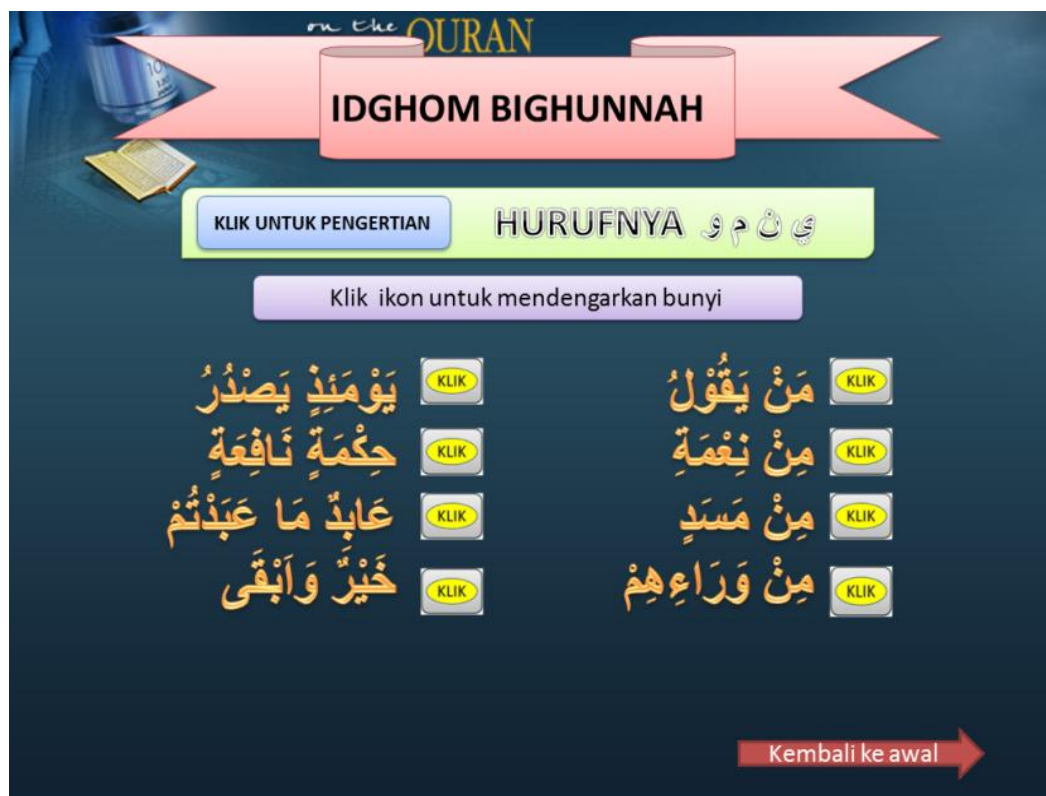 on the QURAN
IDGHOM BIGHUNNAH
KLIK UNTUK PENGERTIAN
HURUFNYA ي ن م و
Klik ikon untuk mendengarkan bunyi
KLIK مَنْ يَقُوْلُ
KLIK يَوْمَئِذٍ يَصْدُرُ
KLIK مِنْ نِعْمَةِ
KLIK حِكْمَةٍ نَافِعَةٍ
KLIK مِنْ مَسَدٍ
KLIK عَابِدٌ مَا عَبَدْتُمْ
KLIK مِنْ وَرَاءِهِمْ
KLIK خَيْرٌ وَاَبْقَى
Kembali ke awal